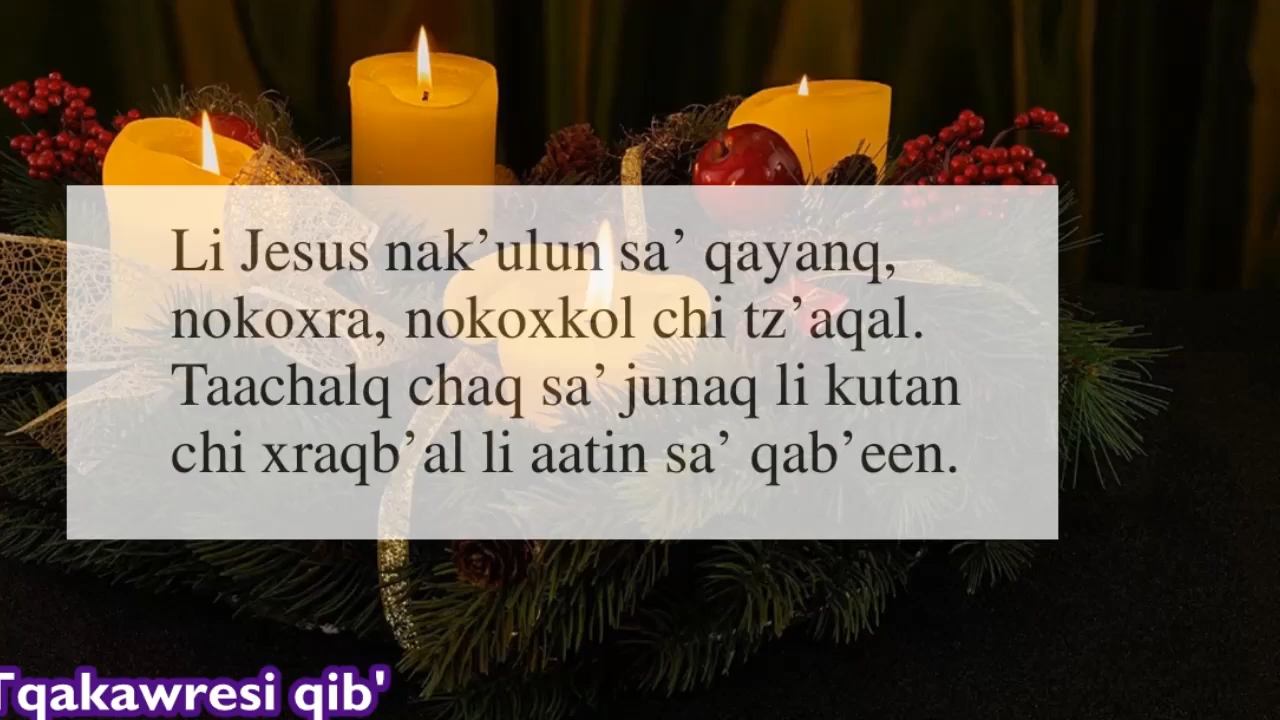 Li Jesus nak’ulun sa’ qayanq,
nokoxra, nokoxkol chi tz’aqal.
Taachalq chaq sa’ junaq li kutan
chi xraqb’al li aatin sa’ qab’een.
Tqakawresi qib'